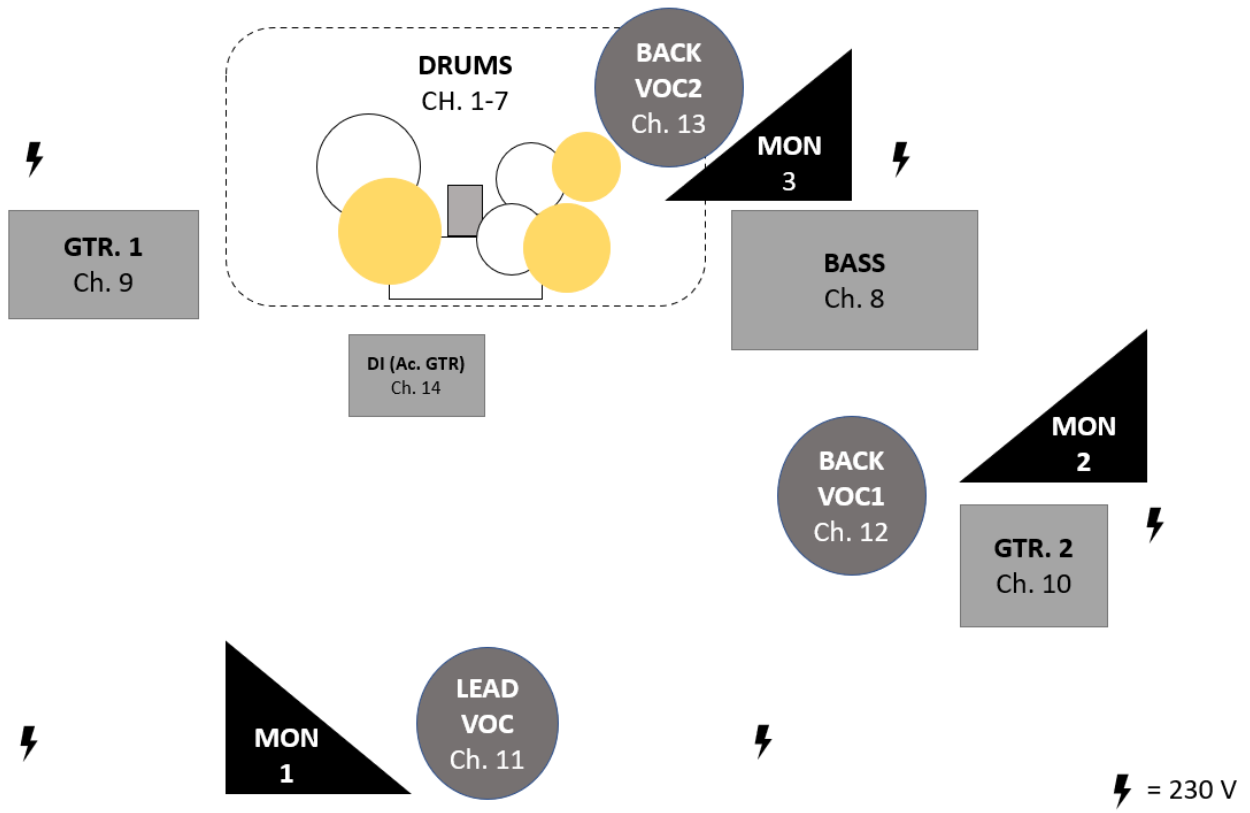 DRUMS
CH. 1-7
BACK
VOC2
Ch. 13
MON
3
GTR. 1
Ch. 9
BASS
Ch. 8
DI (Ac. GTR)
Ch. 14
BACK
VOC1
Ch. 12
MON
2
GTR. 2
Ch. 10
MON
1
LEAD
VOC
Ch. 11
= 230 V